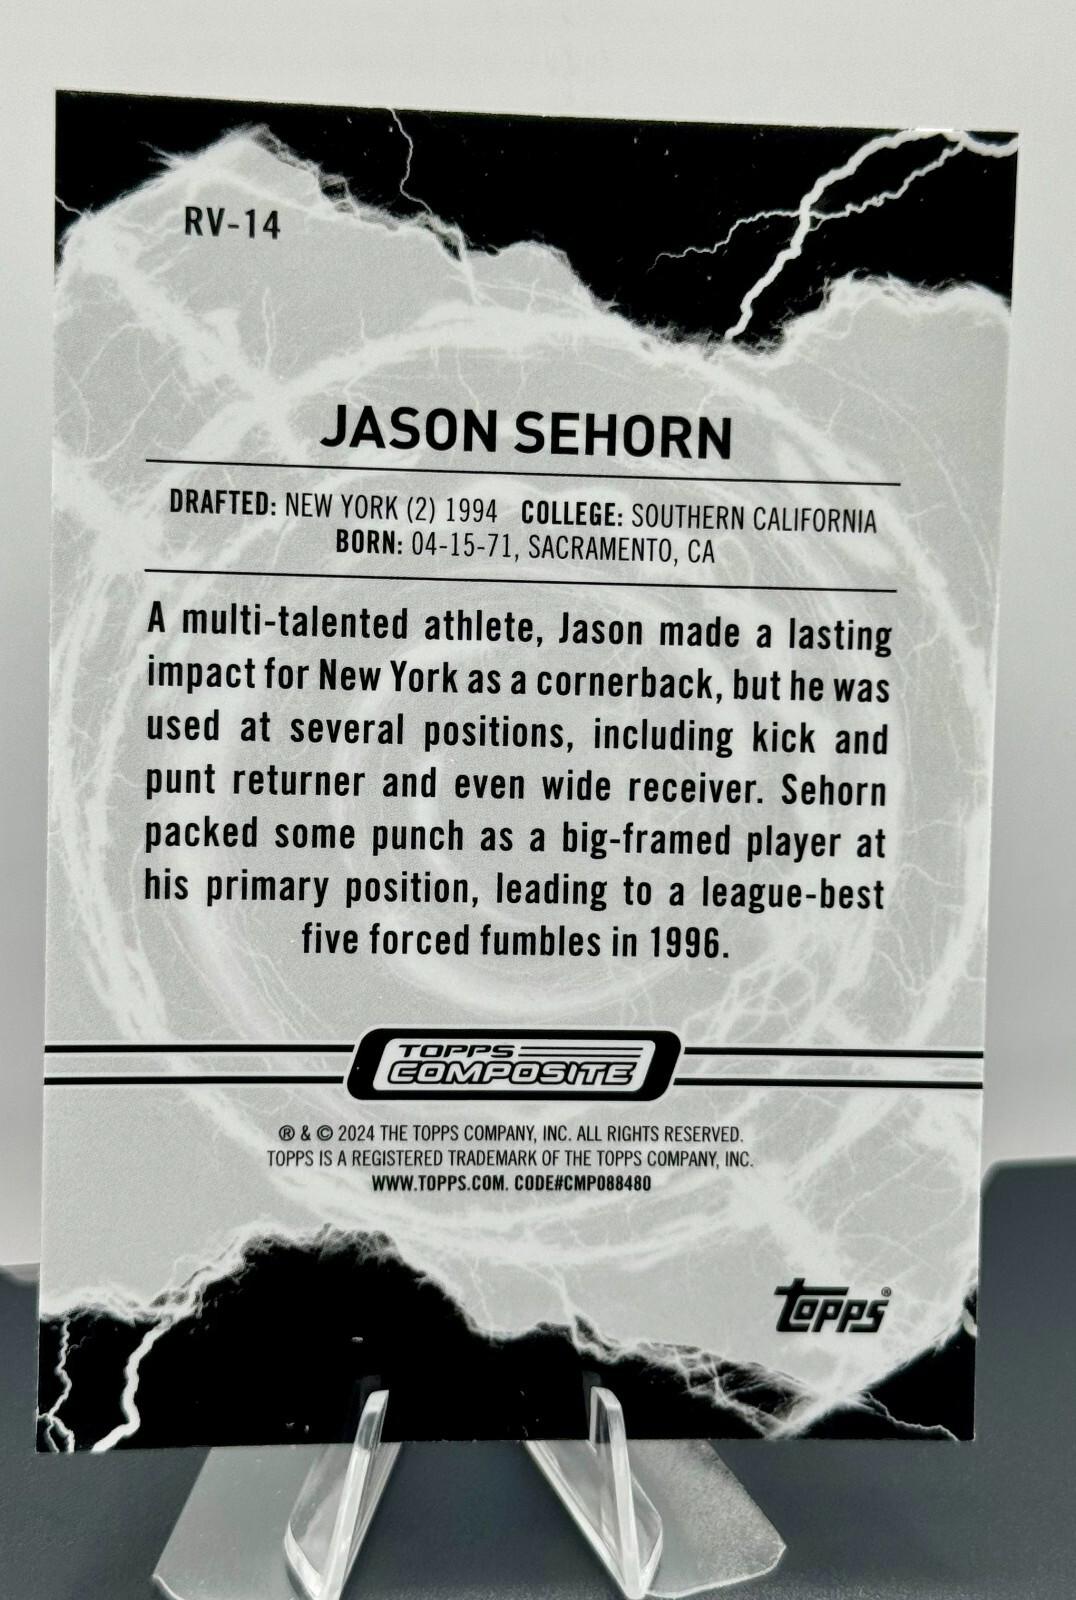 RV-14
JASON SEHORN
DRAFTED: NEW YORK (2) 1994 COLLEGE: SOUTHERN CALIFORNIA
BORN: 04-15-71, SACRAMENTO, CA
A multi-talented athlete, Jason made a lasting
impact for New York as a cornerback, but he was
used at several positions, including kick and
punt returner and even wide receiver. Sehorn
packed some punch as a big-framed player at
his primary position, leading to a league-best
five forced fumbles in 1996.
TOPPS
COMPOSITE
® & © 2024 THE TOPPS COMPANY, INC. ALL RIGHTS RESERVED.
TOPPS IS A REGISTERED TRADEMARK OF THE TOPPS COMPANY, INC.
WWW.TOPPS.COM. CODE#CMP088480
topps®